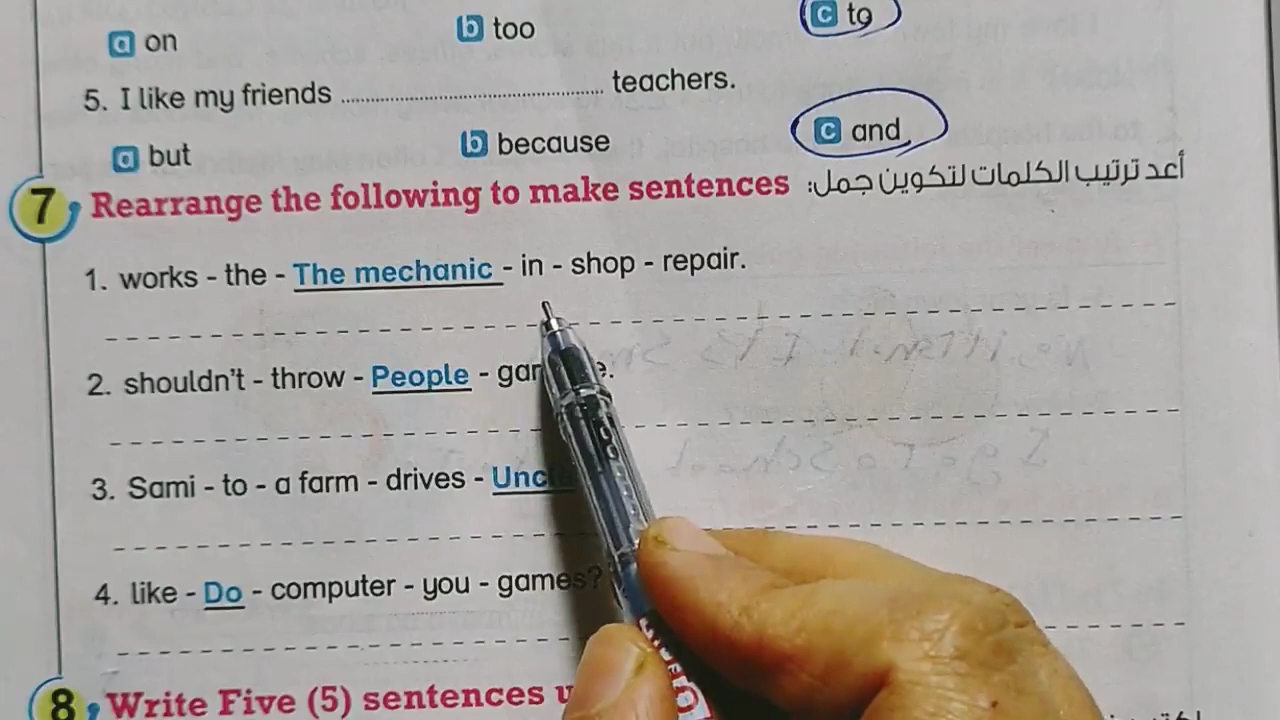 a on b too c to
5. I like my friends ........................ teachers.
a but b because c and
7 Rearrange the following to make sentences أعد ترتيب الكلمات لتكوين جمل:
1. works - the - The mechanic - in - shop - repair.
2. shouldn't - throw - People -
3. Sami - to - a farm - drives -
4. like - Do - computer - you - games?
8 Write Five (5) sentences